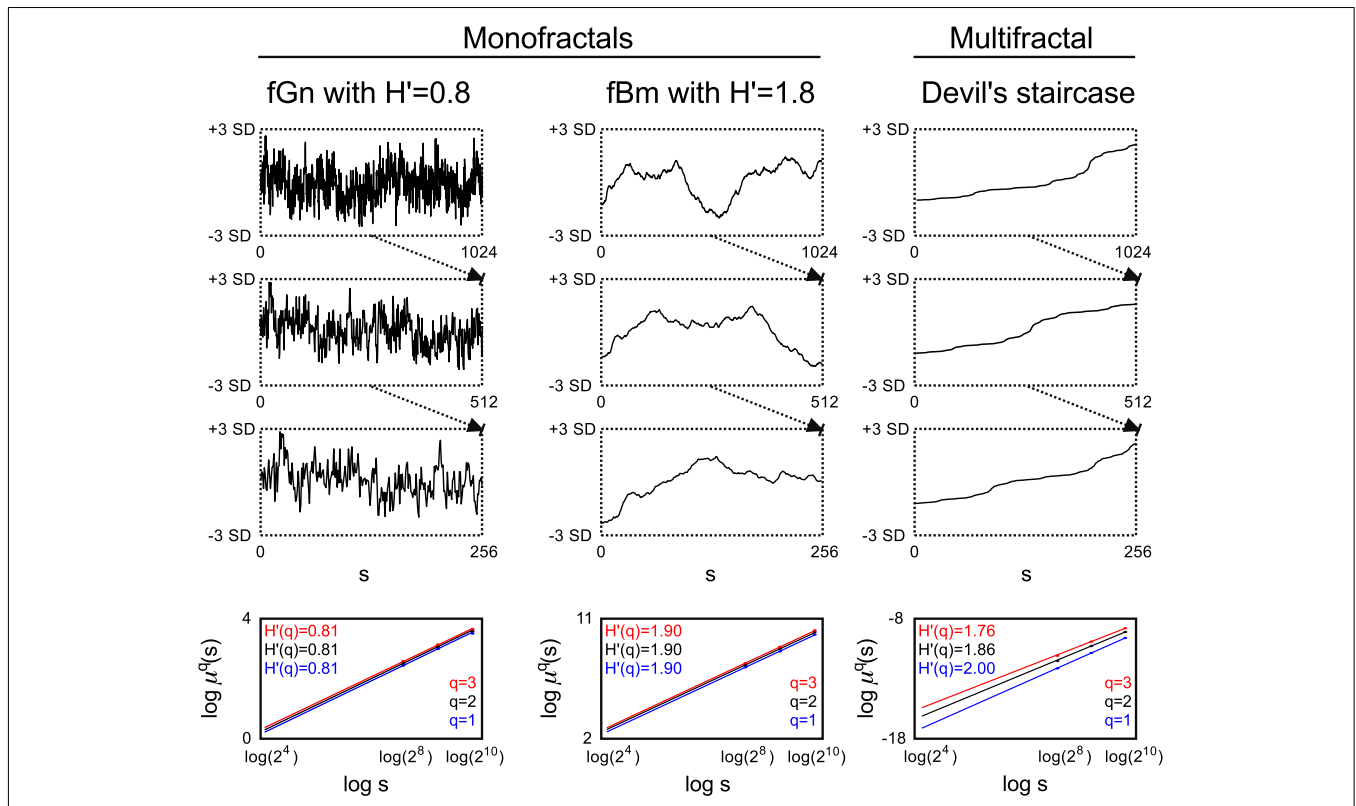 Monofractals Multifractal
fGn with H'=0.8 fBm with H'=1.8 Devil's staircase
+3 SD +3 SD +3 SD
-3 SD -3 SD -3 SD
0 1024 0 1024 0 1024
+3 SD +3 SD +3 SD
-3 SD -3 SD -3 SD
0 512 0 512 0 512
+3 SD +3 SD +3 SD
-3 SD -3 SD -3 SD
0 256 0 256 0 256
s s s
4 11 -8
H'(q)=0.81 H'(q)=1.90 H'(q)=1.76
H'(q)=0.81 H'(q)=1.90 H'(q)=1.86
H'(q)=0.81 H'(q)=1.90 H'(q)=2.00
log μ^q(s) log μ^q(s) log μ^q(s)
q=3 q=3 q=3
q=2 q=2 q=2
q=1 q=1 q=1
0 2 -18
log(2⁴) log(2⁸) log(2¹⁰) log(2⁴) log(2⁸) log(2¹⁰) log(2⁴) log(2⁸) log(2¹⁰)
log s log s log s